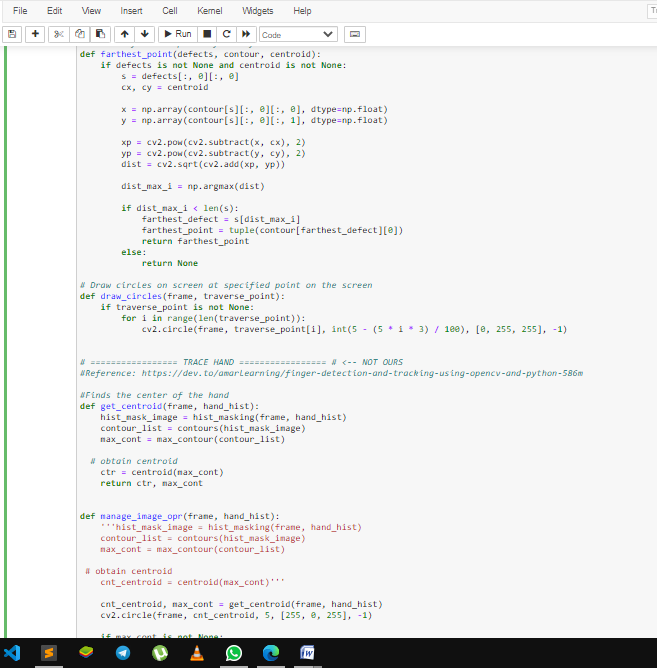 File Edit View Insert Cell Kernel Widgets Help
Run Code
def farthest_point(defects, contour, centroid):
    if defects is not None and centroid is not None:
        s = defects[:, 0][:, 0]
        cx, cy = centroid

        x = np.array(contour[s][:, 0][:, 0], dtype=np.float)
        y = np.array(contour[s][:, 0][:, 1], dtype=np.float)

        xp = cv2.pow(cv2.subtract(x, cx), 2)
        yp = cv2.pow(cv2.subtract(y, cy), 2)
        dist = cv2.sqrt(cv2.add(xp, yp))

        dist_max_i = np.argmax(dist)

        if dist_max_i < len(s):
            farthest_defect = s[dist_max_i]
            farthest_point = tuple(contour[farthest_defect][0])
            return farthest_point
        else:
            return None

# Draw circles on screen at specified point on the screen
def draw_circles(frame, traverse_point):
    if traverse_point is not None:
        for i in range(len(traverse_point)):
            cv2.circle(frame, traverse_point[i], int(5 - (5 * i * 3) / 100), [0, 255, 255], -1)

# ================= TRACE HAND ================= # <-- NOT OURS
#Reference: https://dev.to/amarlearning/finger-detection-and-tracking-using-opencv-and-python-586m

#Finds the center of the hand
def get_centroid(frame, hand_hist):
    hist_mask_image = hist_masking(frame, hand_hist)
    contour_list = contours(hist_mask_image)
    max_cont = max_contour(contour_list)

  # obtain centroid
    ctr = centroid(max_cont)
    return ctr, max_cont

def manage_image_opr(frame, hand_hist):
    '''hist_mask_image = hist_masking(frame, hand_hist)
    contour_list = contours(hist_mask_image)
    max_cont = max_contour(contour_list)

 # obtain centroid
    cnt_centroid = centroid(max_cont)'''

    cnt_centroid, max_cont = get_centroid(frame, hand_hist)
    cv2.circle(frame, cnt_centroid, 5, [255, 0, 255], -1)

    if max_cont is not None: